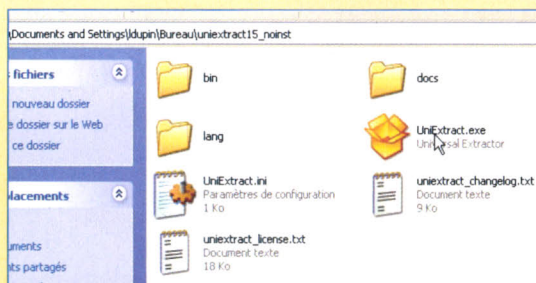 \Documents and Settings\ldupin\Bureau\uniextract15_noinst
fichiers
nouveau dossier
dossier sur le Web
ce dossier
lacements
uments
nts partagés
bin
docs
lang
UniExtract.exe
Universal Extractor
UniExtract.ini
Paramètres de configuration
1 Ko
uniextract_changelog.txt
Document texte
9 Ko
uniextract_license.txt
Document texte
18 Ko